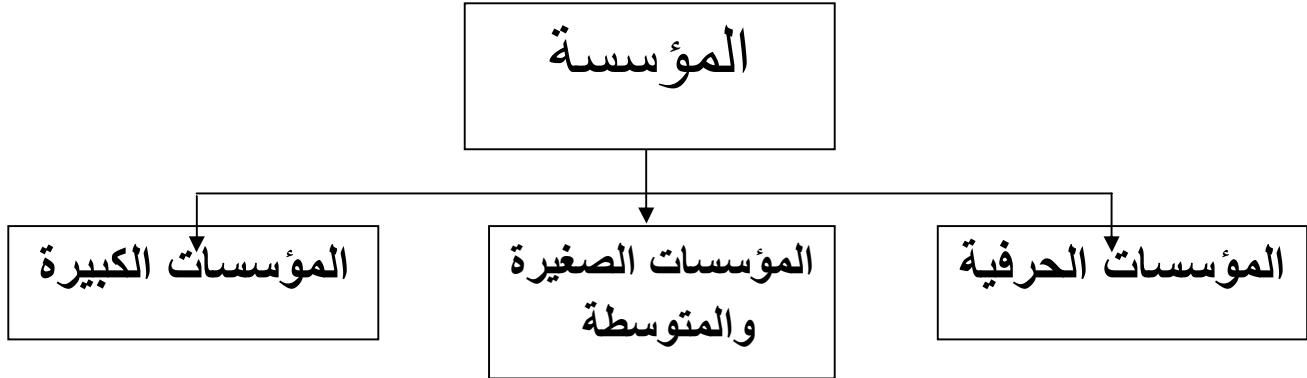 المؤسسة
المؤسسات الحرفية
المؤسسات الصغيرة
والمتوسطة
المؤسسات الكبيرة